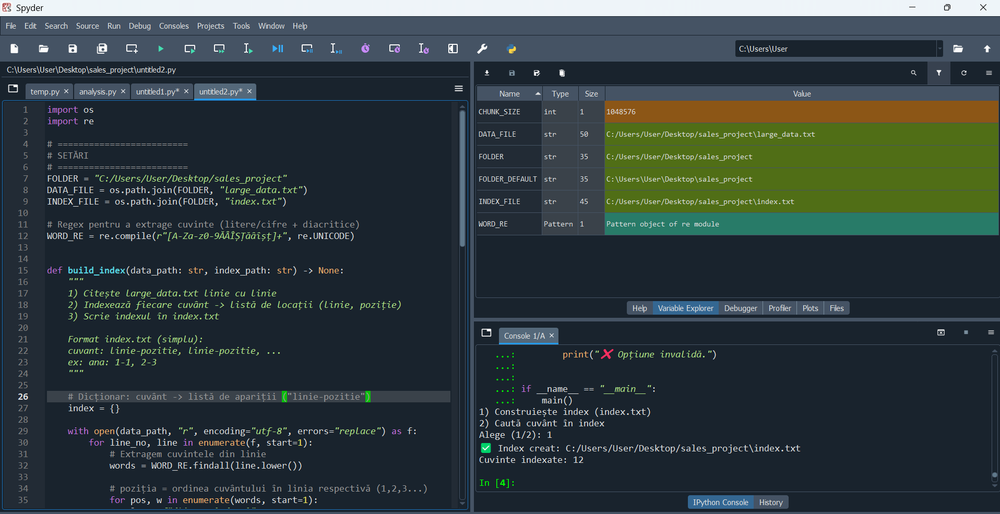 Spyder
File Edit Search Source Run Debug Consoles Projects Tools Window Help
C:\Users\User
C:\Users\User\Desktop\sales_project\untitled2.py
temp.py analysis.py untitled1.py* untitled2.py*
1 import os
2 import re
3
4 # =========================
5 # SETĂRI
6 # =========================
7 FOLDER = "C:/Users/User/Desktop/sales_project"
8 DATA_FILE = os.path.join(FOLDER, "large_data.txt")
9 INDEX_FILE = os.path.join(FOLDER, "index.txt")
10
11 # Regex pentru a extrage cuvinte (litere/cifre + diacritice)
12 WORD_RE = re.compile(r"[A-Za-z0-9ĂÂÎȘȚăâîșț]+", re.UNICODE)
13
14
15 def build_index(data_path: str, index_path: str) -> None:
16 """
17 1) Citește large_data.txt linie cu linie
18 2) Indexează fiecare cuvânt -> listă de locații (linie, poziție)
19 3) Scrie indexul în index.txt
20
21 Format index.txt (simplu):
22 cuvant: linie-pozitie, linie-pozitie, ...
23 ex: ana: 1-1, 2-3
24 """
25
26 # Dicționar: cuvânt -> listă de apariții ("linie-pozitie")
27 index = {}
28
29 with open(data_path, "r", encoding="utf-8", errors="replace") as f:
30 for line_no, line in enumerate(f, start=1):
31 # Extragem cuvintele din linie
32 words = WORD_RE.findall(line.lower())
33
34 # poziția = ordinea cuvântului în linia respectivă (1,2,3...)
35 for pos, w in enumerate(words, start=1):
Name Type Size Value
CHUNK_SIZE int 1 1048576
DATA_FILE str 50 C:/Users/User/Desktop/sales_project\large_data.txt
FOLDER str 35 C:/Users/User/Desktop/sales_project
FOLDER_DEFAULT str 35 C:\Users\User\Desktop\sales_project
INDEX_FILE str 45 C:/Users/User/Desktop/sales_project\index.txt
WORD_RE Pattern 1 Pattern object of re module
Help Variable Explorer Debugger Profiler Plots Files
Console 1/A
...: print("❌ Opțiune invalidă.")
...:
...:
...: if __name__ == "__main__":
...: main()
1) Construiește index (index.txt)
2) Caută cuvânt în index
Alege (1/2): 1
✅ Index creat: C:/Users/User/Desktop/sales_project\index.txt
Cuvinte indexate: 12
In [4]:
IPython Console History